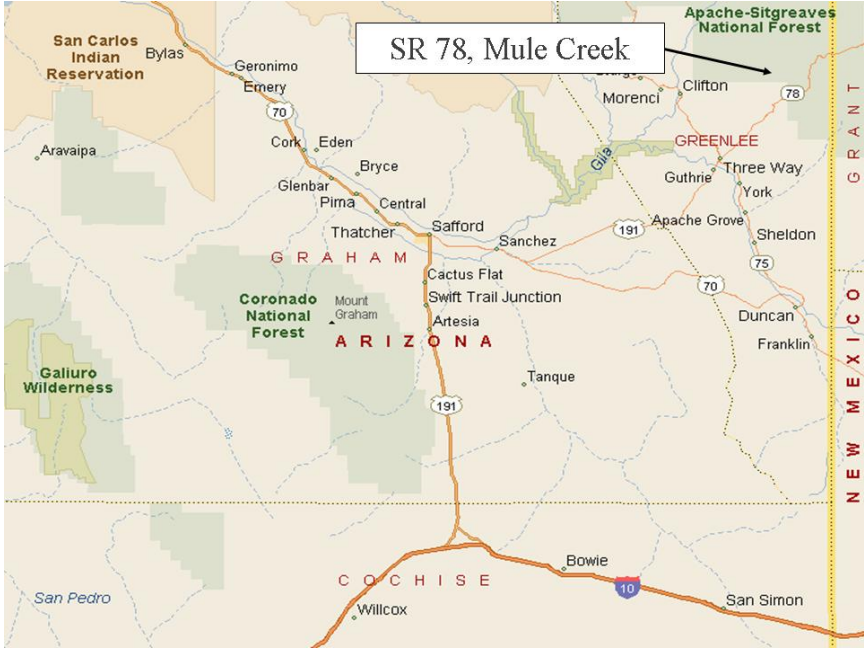 Apache-Sitgreaves
National Forest
SR 78, Mule Creek
San Carlos
Indian
Reservation
Bylas
Geronimo
Emery
70
Morenci
Clifton
78
GRANT
Cork
Eden
Aravaipa
Bryce
Gila
GREENLEE
Three Way
Guthrie
York
Glenbar
Pima
Central
Thatcher
Safford
Apache Grove
191
Sheldon
Sanchez
GRAHAM
75
Cactus Flat
70
Coronado
National
Forest
Mount
Graham
Swift Trail Junction
Duncan
Artesia
ARIZONA
Franklin
Galiuro
Wilderness
Tanque
191
NEW MEXICO
Bowie
COCHISE
10
San Pedro
Willcox
San Simon